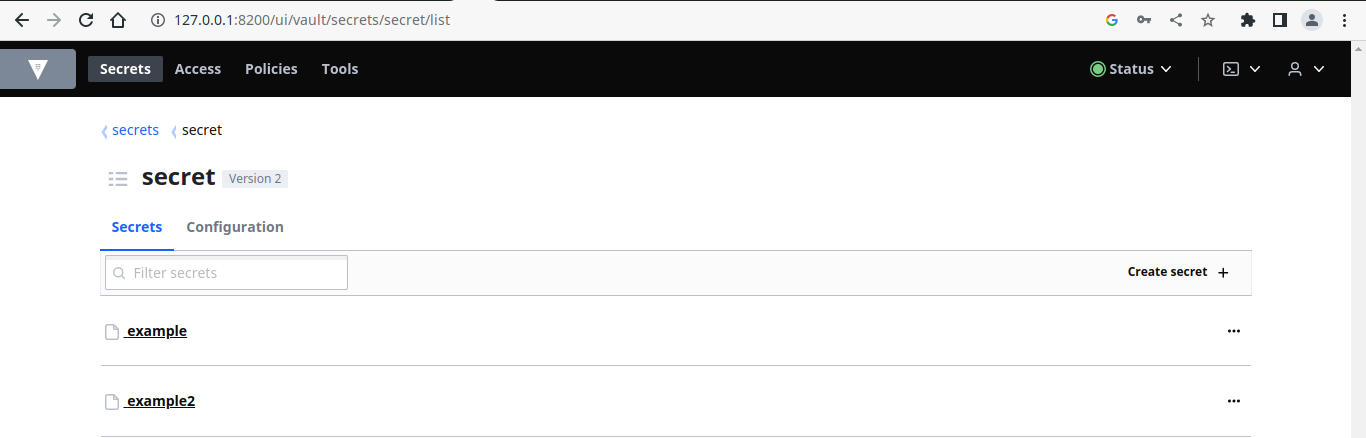 127.0.0.1:8200/ui/vault/secrets/secret/list
Secrets Access Policies Tools Status
secrets secret
secret Version 2
Secrets Configuration
Filter secrets Create secret +
example
example2